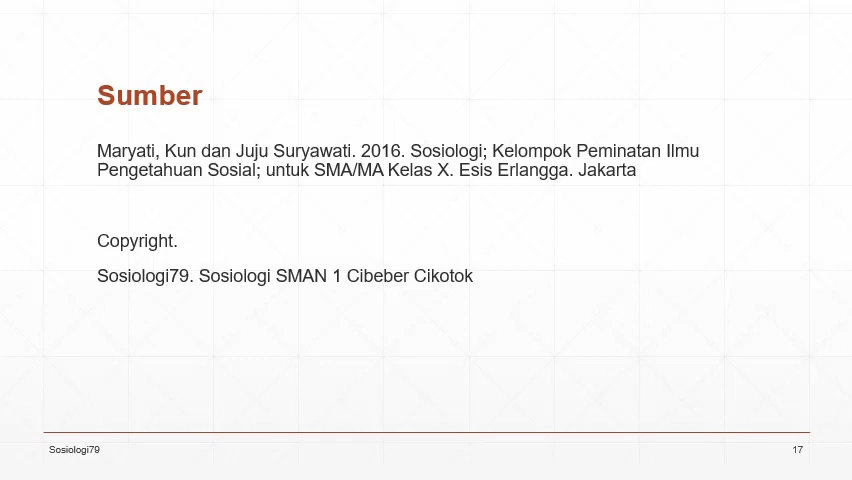 Sumber
Maryati, Kun dan Juju Suryawati. 2016. Sosiologi; Kelompok Peminatan Ilmu
Pengetahuan Sosial; untuk SMA/MA Kelas X. Esis Erlangga. Jakarta
Copyright.
Sosiologi79. Sosiologi SMAN 1 Cibeber Cikotok
Sosiologi79
17